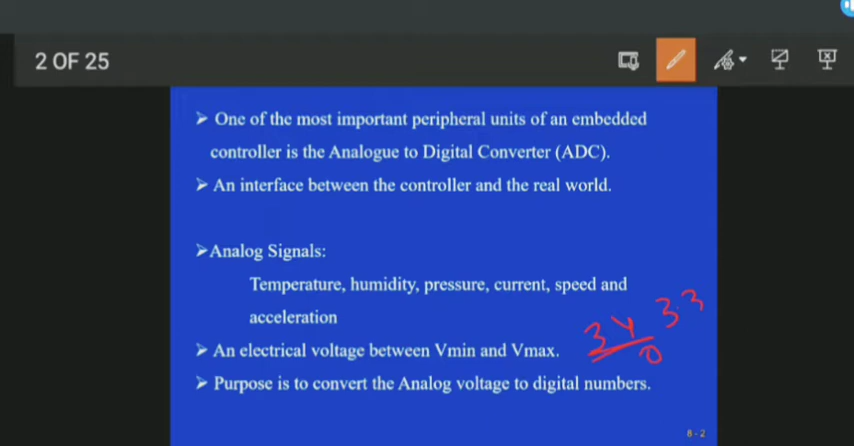 2 OF 25
➢ One of the most important peripheral units of an embedded
controller is the Analogue to Digital Converter (ADC).
➢ An interface between the controller and the real world.
➢Analog Signals:
Temperature, humidity, pressure, current, speed and
acceleration
3.3
3 V
0
➢ An electrical voltage between Vmin and Vmax.
➢ Purpose is to convert the Analog voltage to digital numbers.
8 - 2